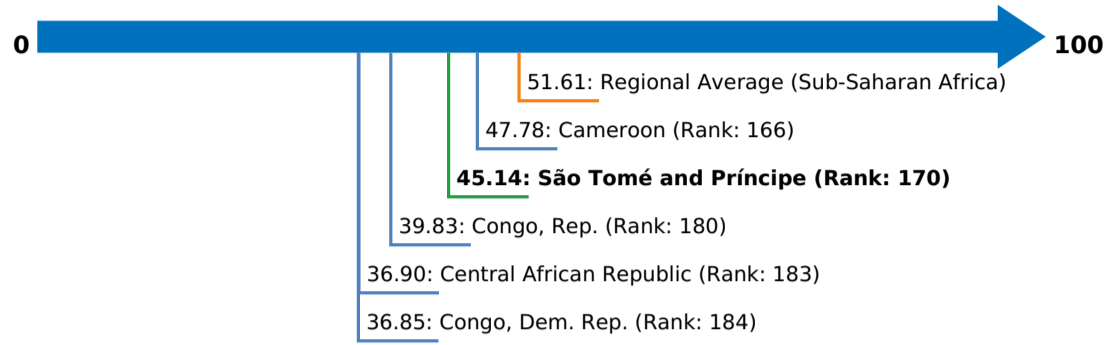 0
100
51.61: Regional Average (Sub-Saharan Africa)
47.78: Cameroon (Rank: 166)
45.14: São Tomé and Príncipe (Rank: 170)
39.83: Congo, Rep. (Rank: 180)
36.90: Central African Republic (Rank: 183)
36.85: Congo, Dem. Rep. (Rank: 184)